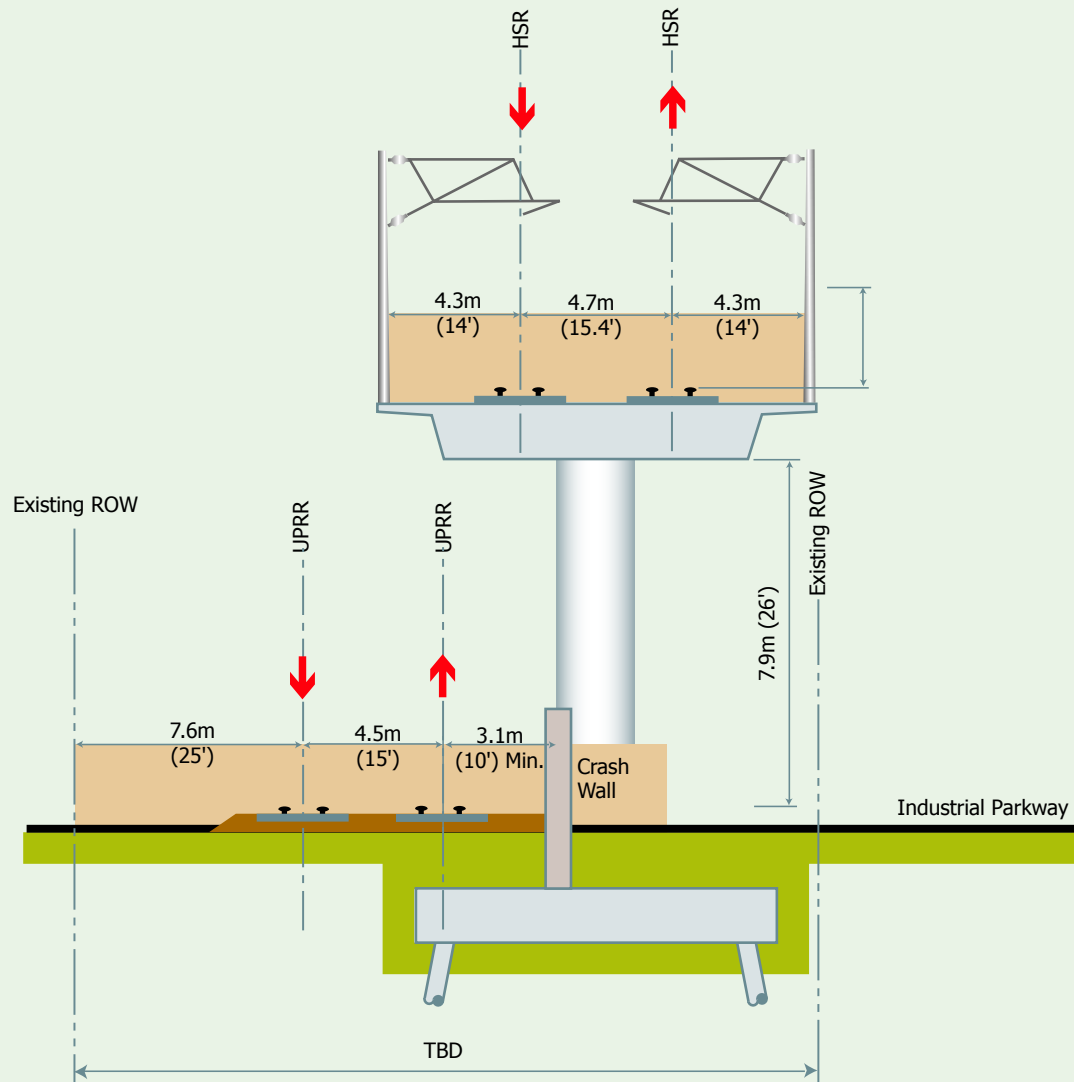 HSR
HSR
4.3m
(14')
4.7m
(15.4')
4.3m
(14')
Existing ROW
UPRR
UPRR
Existing ROW
7.9m (26')
7.6m
(25')
4.5m
(15')
3.1m
(10') Min.
Crash
Wall
Industrial Parkway
TBD